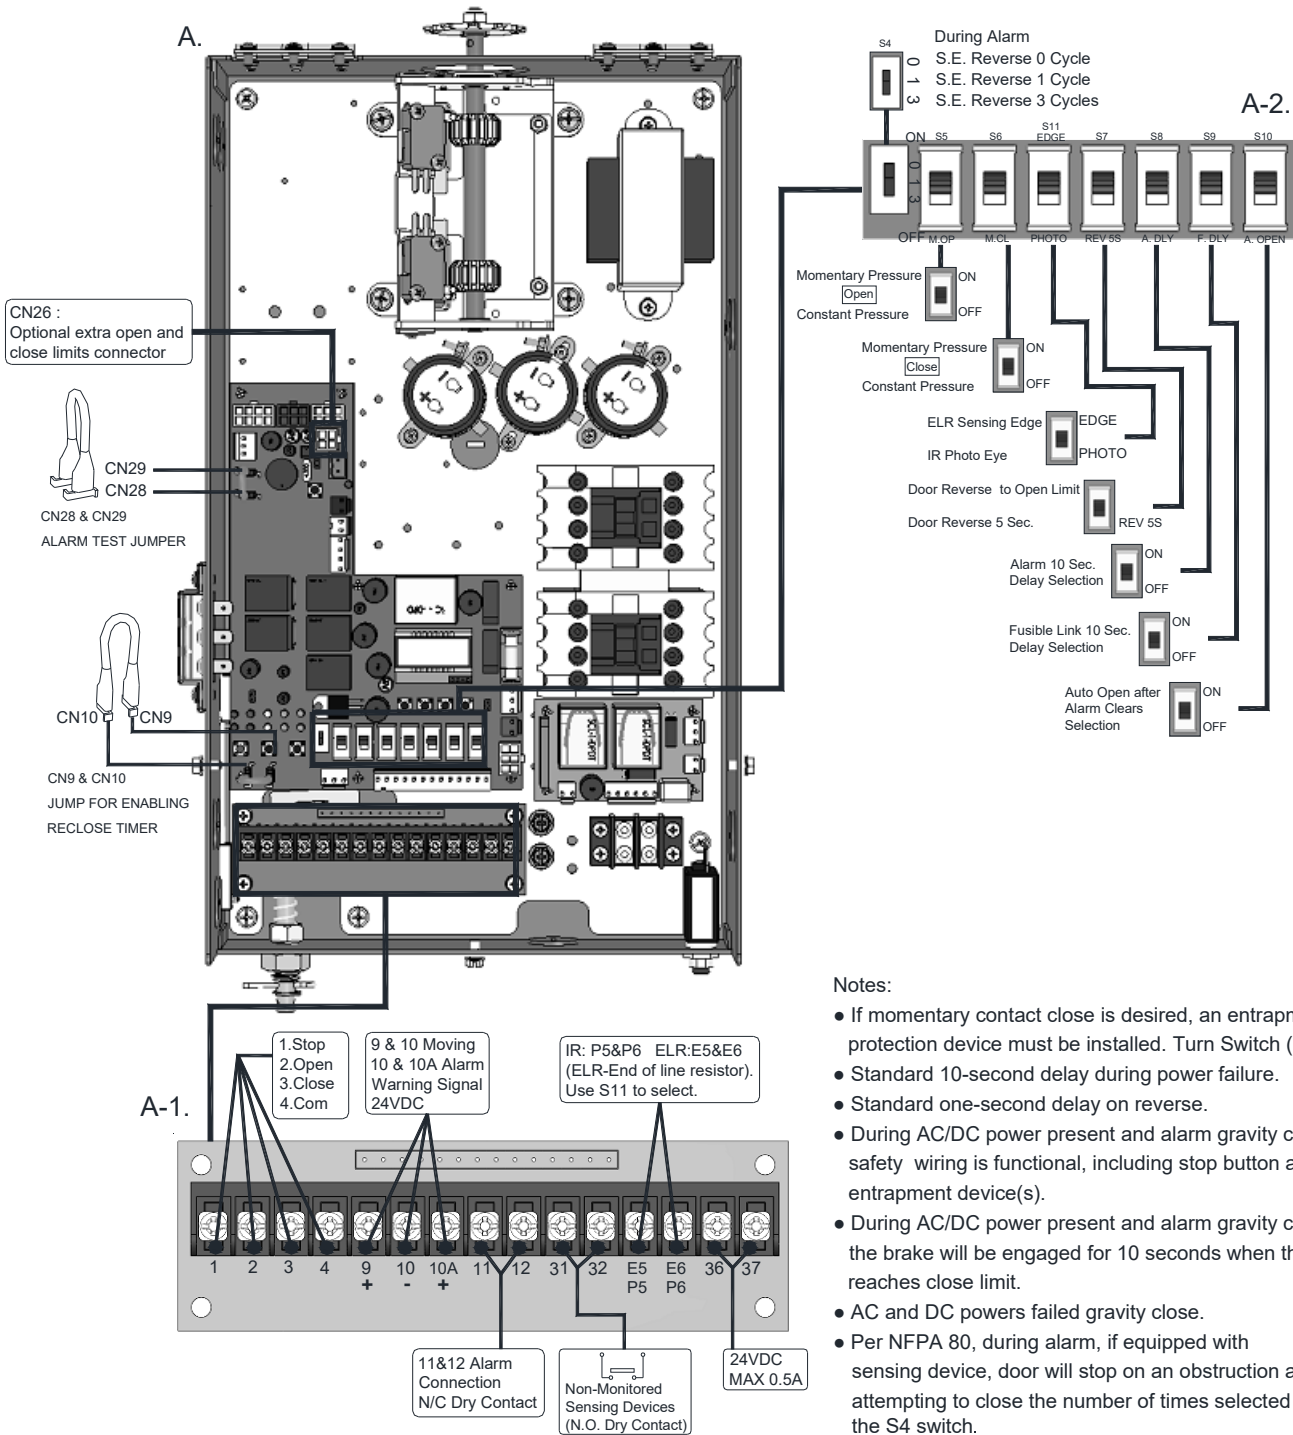 A.
During Alarm
S4
0
1
3
S.E. Reverse 0 Cycle
S.E. Reverse 1 Cycle
S.E. Reverse 3 Cycles
A-2.
ON
S5
S6
S11
EDGE
S7
S8
S9
S10
0
1
3
OFF
M.OP
M.CL
PHOTO
REV 5S
A. DLY
F. DLY
A. OPEN
Momentary Pressure
Open
Constant Pressure
ON
OFF
Momentary Pressure
Close
Constant Pressure
ON
OFF
ELR Sensing Edge
IR Photo Eye
EDGE
PHOTO
Door Reverse to Open Limit
Door Reverse 5 Sec.
REV 5S
Alarm 10 Sec.
Delay Selection
ON
OFF
Fusible Link 10 Sec.
Delay Selection
ON
OFF
Auto Open after
Alarm Clears
Selection
ON
OFF
CN26 :
Optional extra open and
close limits connector
CN29
CN28
CN28 & CN29
ALARM TEST JUMPER
CN10
CN9
CN9 & CN10
JUMP FOR ENABLING
RECLOSE TIMER
A-1.
1.Stop
2.Open
3.Close
4.Com
9 & 10 Moving
10 & 10A Alarm
Warning Signal
24VDC
IR: P5&P6 ELR:E5&E6
(ELR-End of line resistor).
Use S11 to select.
1 2 3 4 9 10 10A 11 12 31 32 E5 E6 36 37
+ - + P5 P6
11&12 Alarm
Connection
N/C Dry Contact
Non-Monitored
Sensing Devices
(N.O. Dry Contact)
24VDC
MAX 0.5A
Notes:
● If momentary contact close is desired, an
protection device must be installed. Turn Switch (
● Standard 10-second delay during power failure.
● Standard one-second delay on reverse.
● During AC/DC power present and alarm gravity
safety wiring is functional, including stop button
entrapment device(s).
● During AC/DC power present and alarm gravity
the brake will be engaged for 10 seconds when
reaches close limit.
● AC and DC powers failed gravity close.
● Per NFPA 80, during alarm, if equipped with
sensing device, door will stop on an obstruction
attempting to close the number of times selected
the S4 switch.